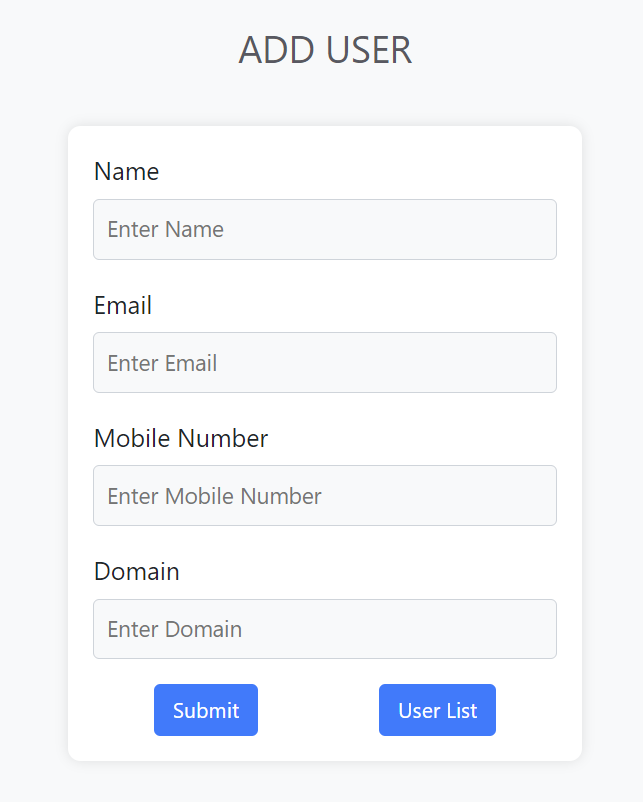 ADD USER
Name
Enter Name
Email
Enter Email
Mobile Number
Enter Mobile Number
Domain
Enter Domain
Submit User List